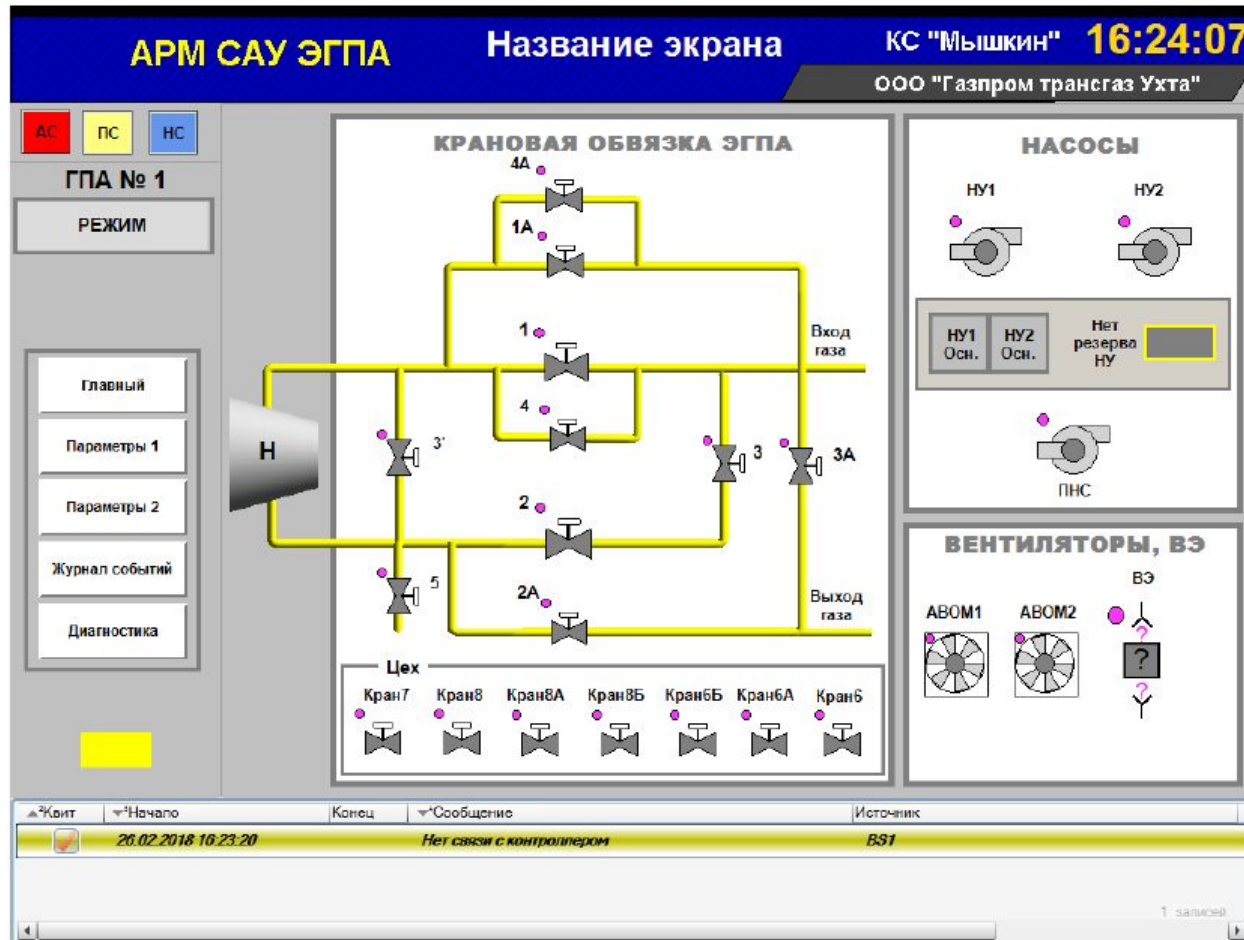 АРМ САУ ЭГПА
Название экрана
КС "Мышкин"
16:24:07
ООО "Газпром трансгаз Ухта"
АС
ПС
НС
ГПА № 1
РЕЖИМ
Главный
Параметры 1
Параметры 2
Журнал событий
Диагностика
КРАНОВАЯ ОБВЯЗКА ЭГПА
4А
1А
1
Вход
газа
4
Н
3'
3
3А
2
5
2А
Выход
газа
Цех
Кран7
Кран8
Кран8А
Кран8Б
Кран6Б
Кран6А
Кран6
НАСОСЫ
НУ1
НУ2
НУ1
Осн.
НУ2
Осн.
Нет
резерва
НУ
ПНС
ВЕНТИЛЯТОРЫ, ВЭ
ВЭ
АВОМ1
АВОМ2
?
?
?
Квит
Начало
Конец
Сообщение
Источник
26.02.2018 16:23:20
Нет связи с контроллером
BS1
1 записей